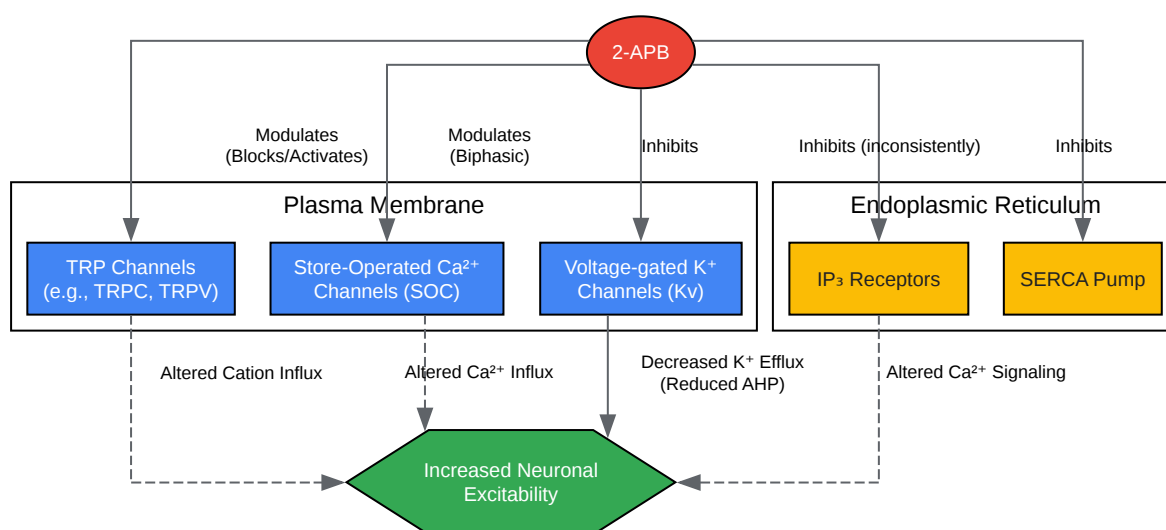 2-APB
Modulates
(Blocks/Activates)
Modulates
(Biphasic)
Inhibits
Inhibits (inconsistently)
Inhibits
Plasma Membrane
Endoplasmic Reticulum
TRP Channels
(e.g., TRPC, TRPV)
Store-Operated Ca²⁺
Channels (SOC)
Voltage-gated K⁺
Channels (Kv)
IP₃ Receptors
SERCA Pump
Altered Cation Influx
Altered Ca²⁺ Influx
Decreased K⁺ Efflux
(Reduced AHP)
Altered Ca²⁺ Signaling
Increased Neuronal
Excitability